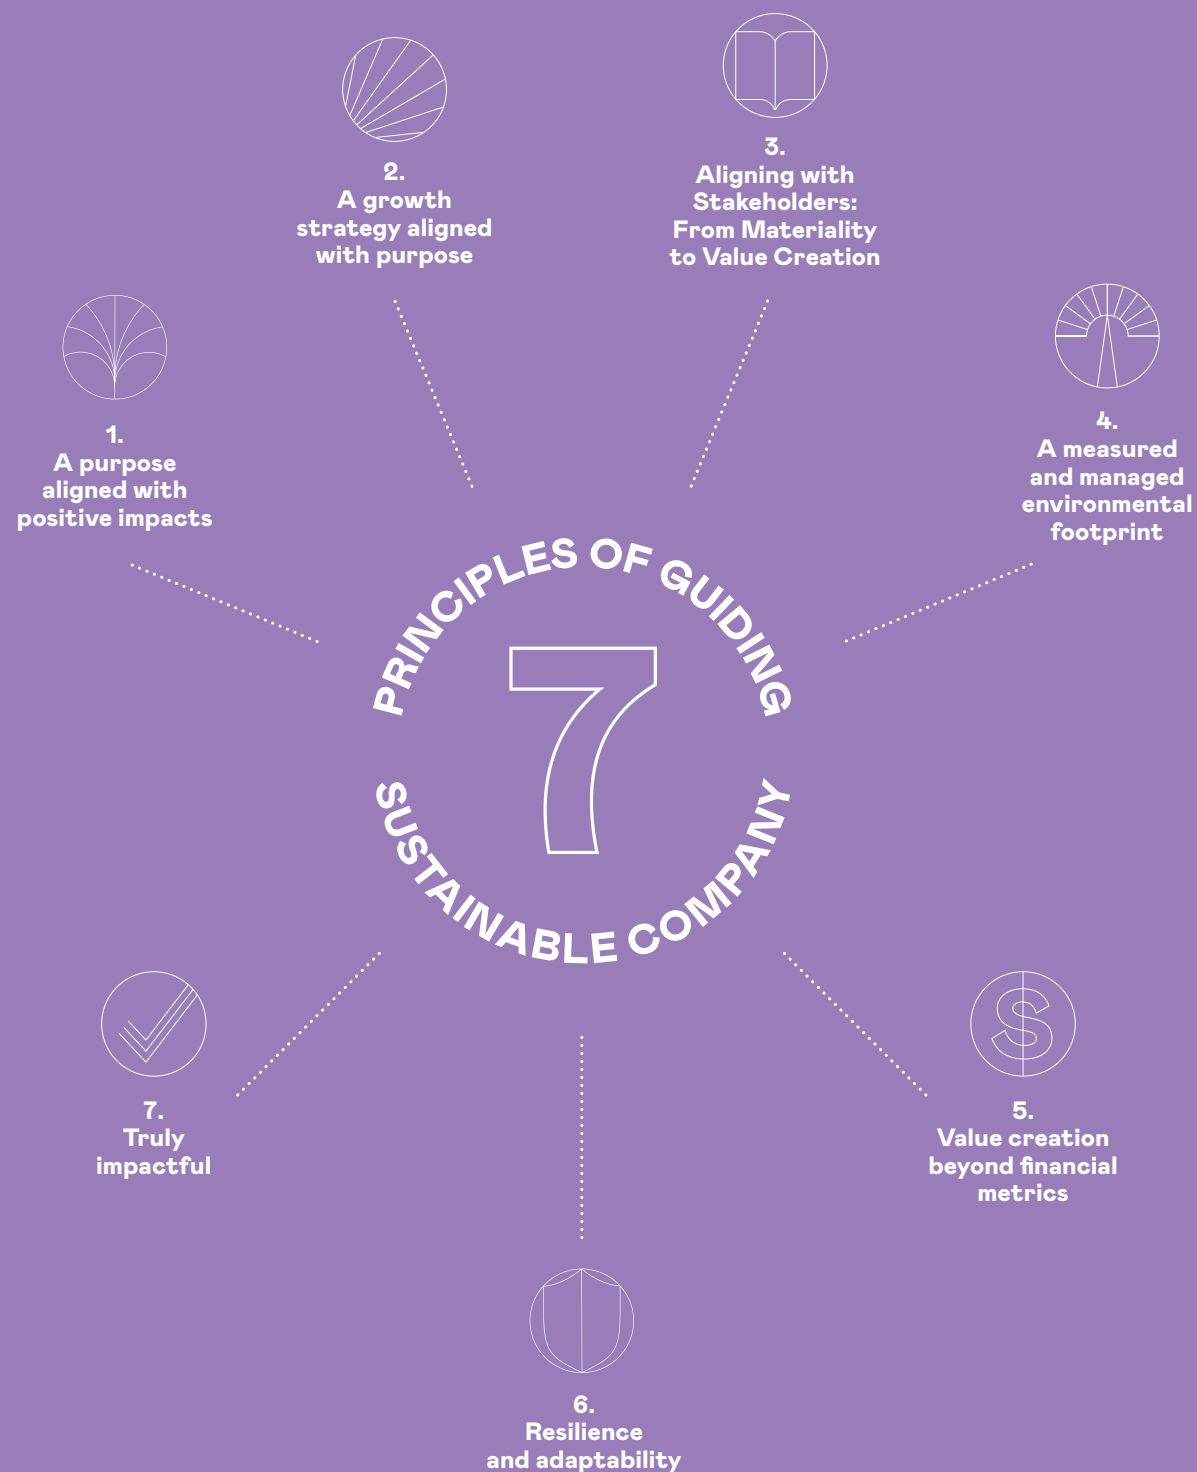 PRINCIPLES OF GUIDING
7
SUSTAINABLE COMPANY
1.
A purpose
aligned with
positive impacts
2.
A growth
strategy aligned
with purpose
3.
Aligning with
Stakeholders:
From Materiality
to Value Creation
4.
A measured
and managed
environmental
footprint
5.
Value creation
beyond financial
metrics
6.
Resilience
and adaptability
7.
Truly
impactful